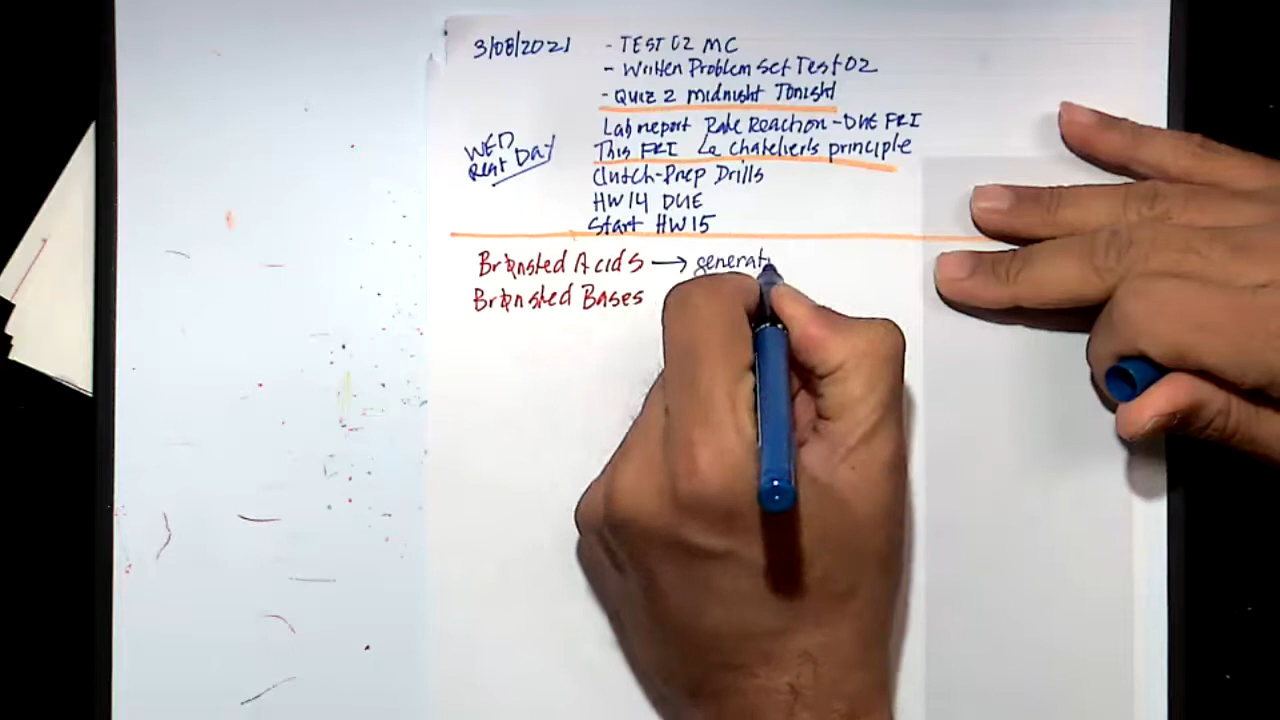 3/08/2021 - TEST 02 MC
- Written Problem Set Test 02
- Quiz 2 Midnight Tonight
Lab report Rate Reaction - DUE FRI
WED Rest Day
This FRI Le Chatelier's principle
Clutch-Prep Drills
HW 14 DUE
Start HW15
Brønsted Acids → generat
Brønsted Bases